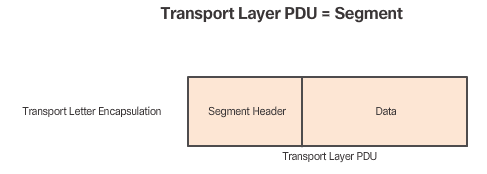 Transport Layer PDU = Segment
Transport Letter Encapsulation
Segment Header
Data
Transport Layer PDU